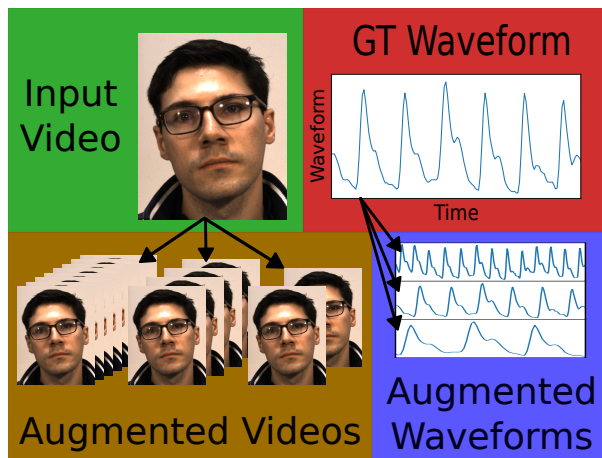 Input
Video
GT Waveform
Waveform
Time
Augmented Videos
Augmented
Waveforms